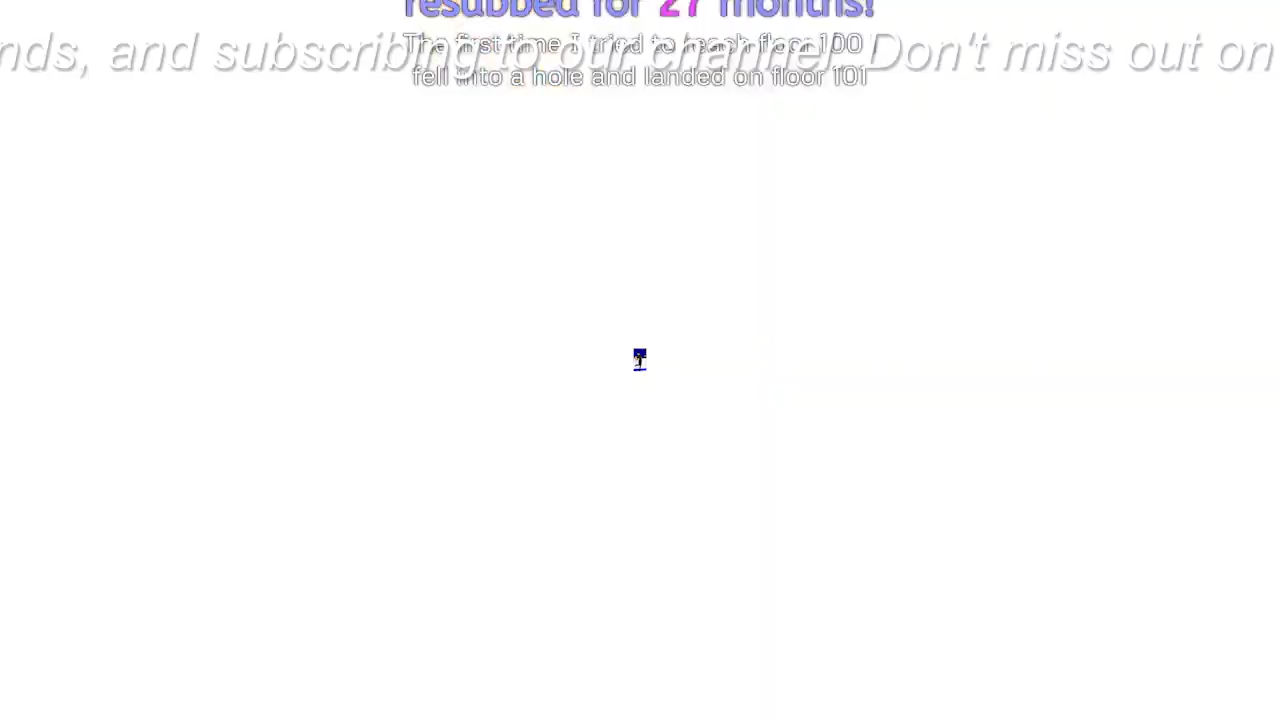 resubbed for 27 months!
The first time I tried to reach floor 100 I
fell into a hole and landed on floor 101
nds, and subscribing to our channel! Don't miss out on